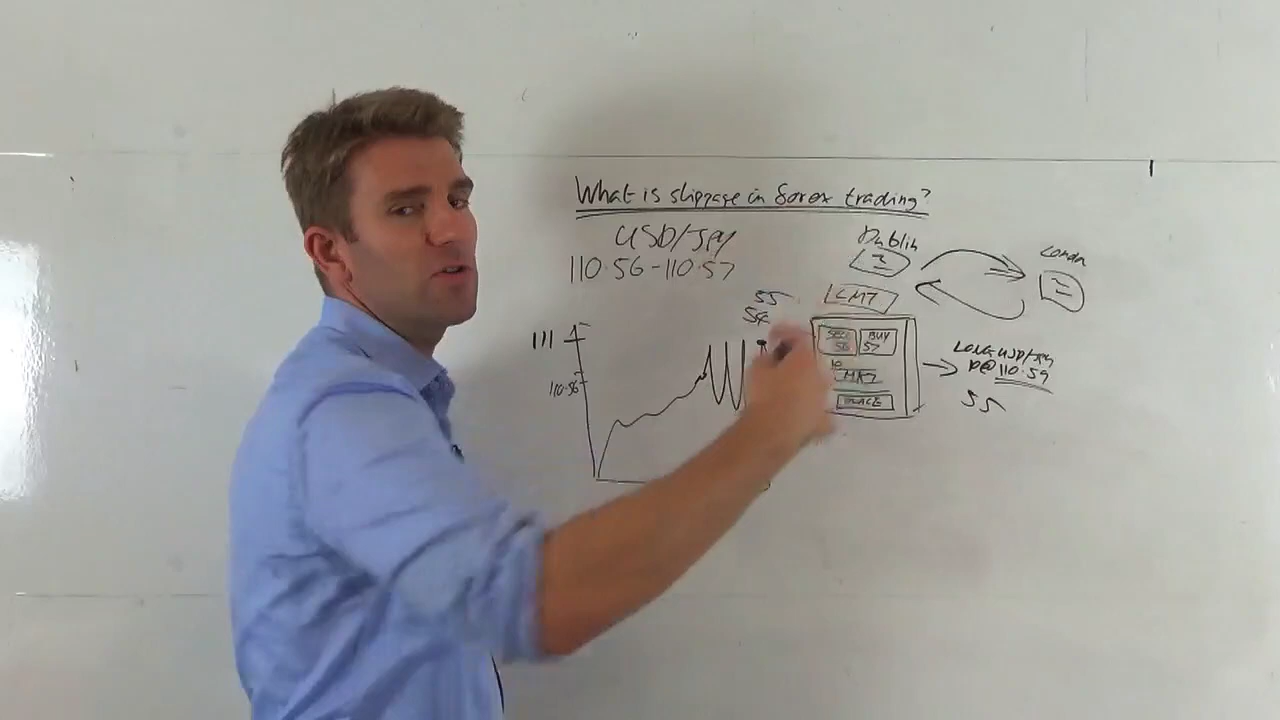 What is slippage in forex trading?
USD/JPY
110.56-110.57
Dublin
London
LMT
55
54
SELL
56
BUY
57
10
MKT
PLACE
111
110.56
LONG USD/JPY
@ 110.59
55